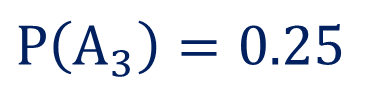 P(A₃) = 0.25